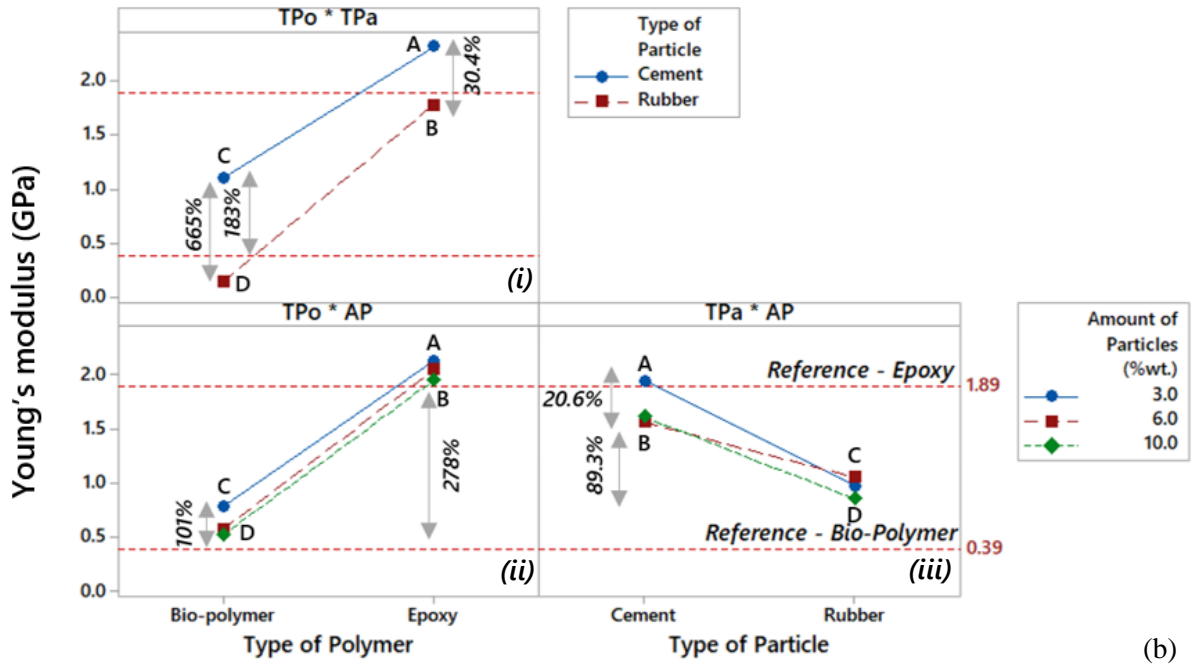 TPo * TPa
A
30.4%
2.0
B
1.5
C
1.0
665%
183%
0.5
D
0.0
(i)
Type of
Particle
Cement
Rubber
Young's modulus (GPa)
TPo * AP
A
2.0
B
1.5
278%
C
1.0
101%
D
0.5
0.0
(ii)
Bio-polymer
Epoxy
Type of Polymer
TPa * AP
A
Reference - Epoxy
1.89
20.6%
B
C
89.3%
D
Reference - Bio-Polymer
0.39
(iii)
Cement
Rubber
Type of Particle
Amount of
Particles
(%wt.)
3.0
6.0
10.0
(b)